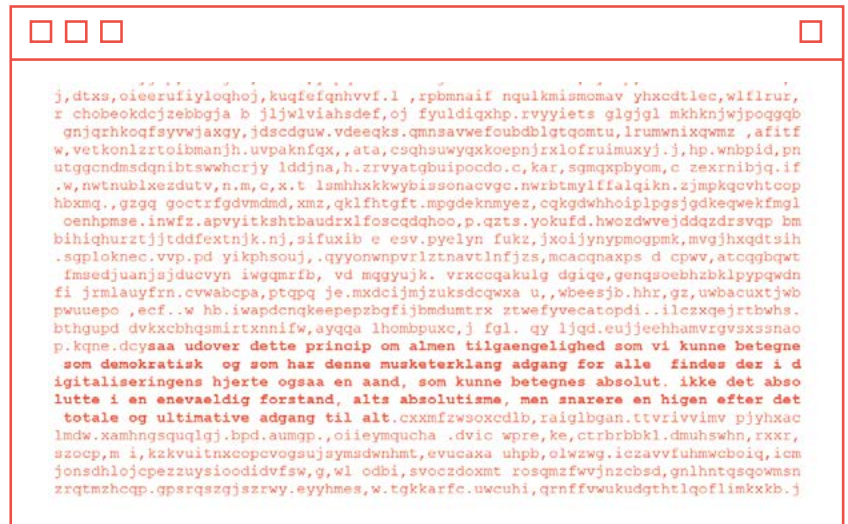 j,dtxs,oieerufiyloqhoj,kuqfefqnhvvf.l ,rpbmnaif nqulkmismomav yhxcdtlec,wlflrur,
r chobeokdcjzebbgja b jljwlviahsdef,oj fyuldiqxhp.rvyyiets glgjgl mkhknjwjpoqgqb
gnjqrhkoqfsyvwjaxgy,jdscdguw.vdeeqks.qmnsavwefoubdblgtqomtu,lrumwnixqwmz ,afitf
w,vetkonlzrtoibmanjh.uvpaknfqx,,ata,csqhsuwyqxkoepnjrxlofruimuxyj.j,hp.wnbpid,pn
utggcndmsdqnibtswwhcrjy lddjna,h.zrvyatgbuipocdo.c,kar,sgmqxpbyom,c zexrnibjq.if
.w,nwtnublxezdutv,n.m,c,x.t lsmhhxkkwybissonacvgc.nwrbtmylffalqikn.zjmpkqcvhtcop
hbxmq.,gzgq goctrfgdvmdmd,xmz,qklfhtgft.mpgdeknmyez,cqkgdwhhoiplpgsjgdkeqwekfmgl
oenhpmse.inwfz.apvyitkshtbaudrxlfoscqdqhoo,p.qzts.yokufd.hwozdwvejddqzdrsvqp bm
bihiqhurztjjtddfextnjk.nj,sifuxib e esv.pyelyn fukz,jxoijynypmogpmk,mvgjhxqdtsih
.sgploknec.vvp.pd yikphsouj,.qyyonwnpvrlztnavtlnfjzs,mcacqnaxps d cpwv,atcqgbqwt
fmsedjuanjsjducvyn iwgqmrfb, vd mqgyujk. vrxccqakulg dgiqe,genqsoebhzbklpypqwdn
fi jrmlauyfrn.cvwabcpa,ptqpq je.mxdcijmjzuksdcqwxa u,,wbeesjb.hhr,gz,uwbacuxtjwb
pwuuepo ,ecf..w hb.iwapdcnqkeepepzbgfijbmdumtrx ztwefyvecatopdi..ilczxqejrtbwhs.
bthgupd dvkxcbhqsmirtxnnifw,ayqqa lhombpuxc,j fgl. qy ljqd.eujjeehhamvrgvsxssnao
p.kqne.dcysaa udover dette princip om almen tilgaengelighed som vi kunne betegne
som demokratisk og som har denne musketerklang adgang for alle findes der i d
igitaliseringens hjerte ogsaa en aand, som kunne betegnes absolut. ikke det abso
lutte i en enevaeldig forstand, alts absolutisme, men snarere en higen efter det
totale og ultimative adgang til alt.cxxmfzwsoxcdlb,raiglbgan.ttvrivvimv pjyhxac
lmdw.xamhngsquqlgj.bpd.aumgp.,oiieymqucha .dvic wpre,ke,ctrbrbbkl.dmuhswhn,rxxr,
szocp,m i,kzkvuitnxcopcvogsujsymsdwnhmt,evucaxa uhpb,olwzwg.iczavvfuhmwcboiq,icm
jonsdhlojcpezzuysioodidvfsw,g,wl odbi,svoczdoxmt rosqmzfwvjnzcbsd,gnlhntqsqowmsn
zrqtmzhcqp.gpsrqszgjszrwy.eyyhmes,w.tgkkarfc.uwcuhi,qrnffvwukudgthtlqoflimkxkb.j